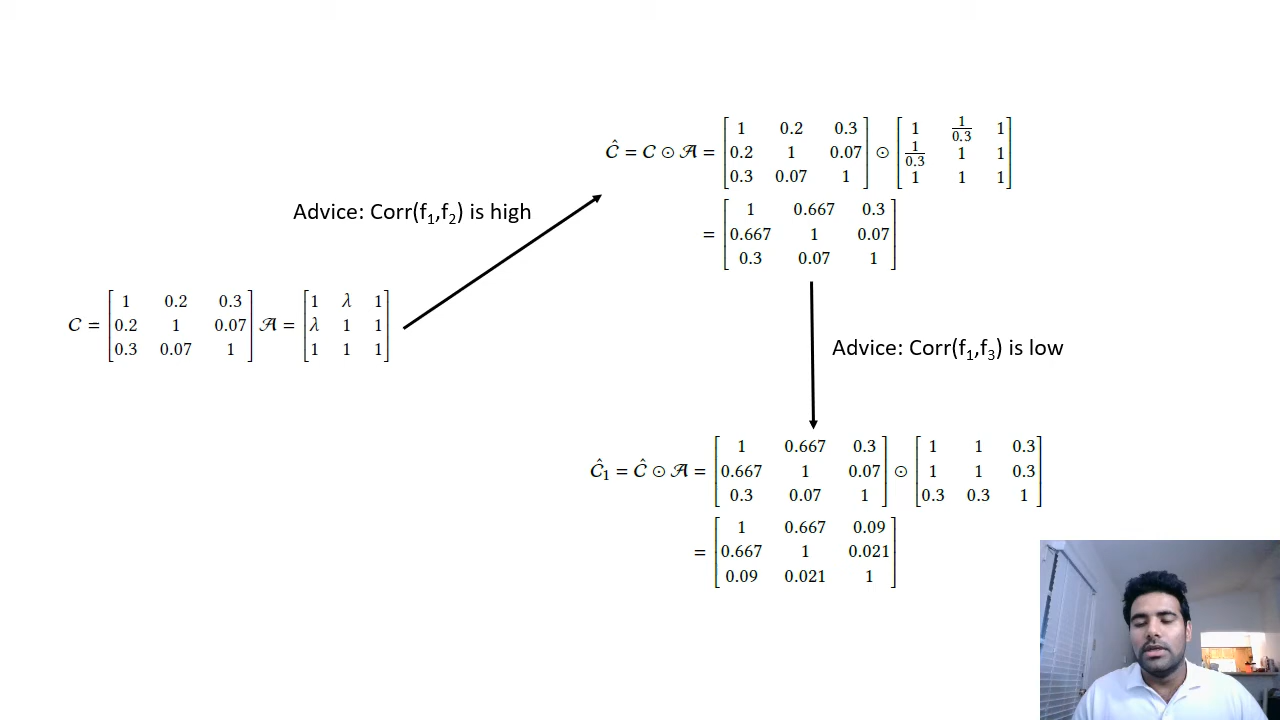 Ĉ = C ⊙ 𝒜 = [1 0.2 0.3; 0.2 1 0.07; 0.3 0.07 1] ⊙ [1 1/0.3 1; 1/0.3 1 1; 1 1 1]
= [1 0.667 0.3; 0.667 1 0.07; 0.3 0.07 1]
Advice: Corr(f₁,f₂) is high
C = [1 0.2 0.3; 0.2 1 0.07; 0.3 0.07 1] 𝒜 = [1 λ 1; λ 1 1; 1 1 1]
Advice: Corr(f₁,f₃) is low
Ĉ₁ = Ĉ ⊙ 𝒜 = [1 0.667 0.3; 0.667 1 0.07; 0.3 0.07 1] ⊙ [1 1 0.3; 1 1 0.3; 0.3 0.3 1]
= [1 0.667 0.09; 0.667 1 0.021; 0.09 0.021 1]